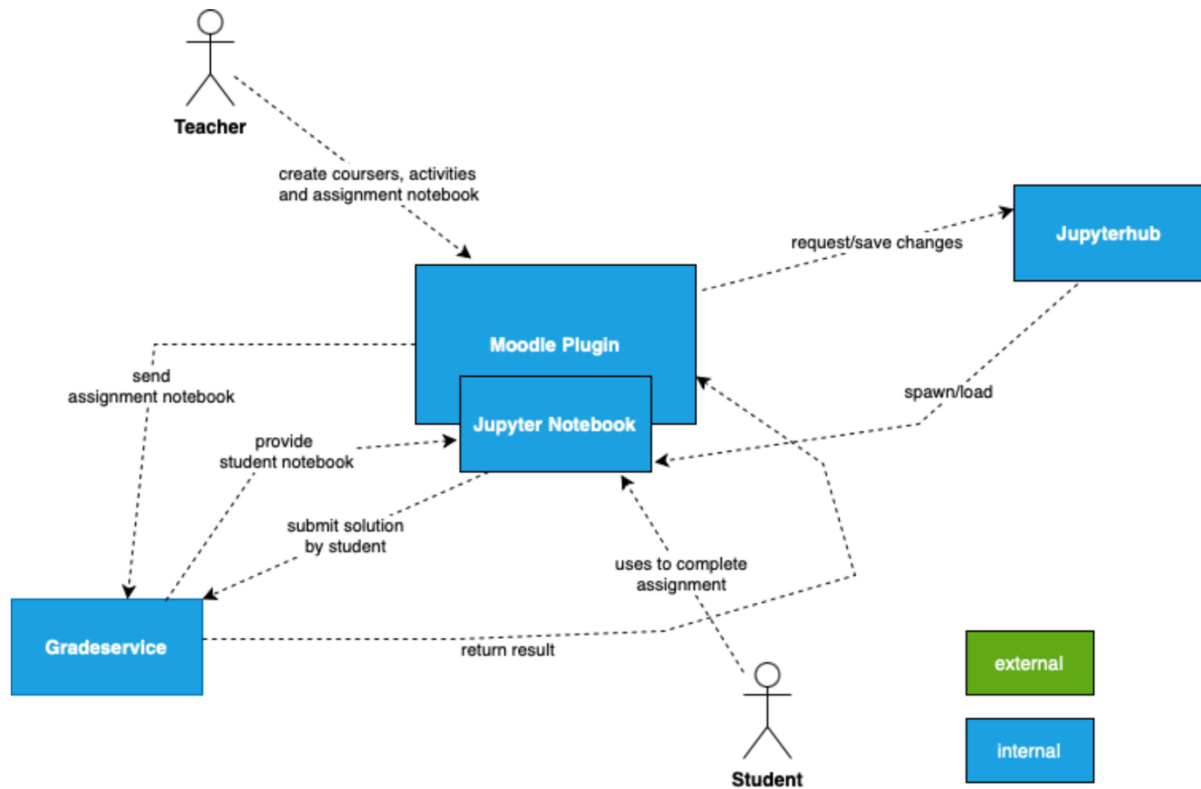 Teacher
create coursers, activities
and assignment notebook
request/save changes
Jupyterhub
Moodle Plugin
send
assignment notebook
spawn/load
Jupyter Notebook
provide
student notebook
submit solution
by student
uses to complete
assignment
Gradeservice
return result
external
internal
Student